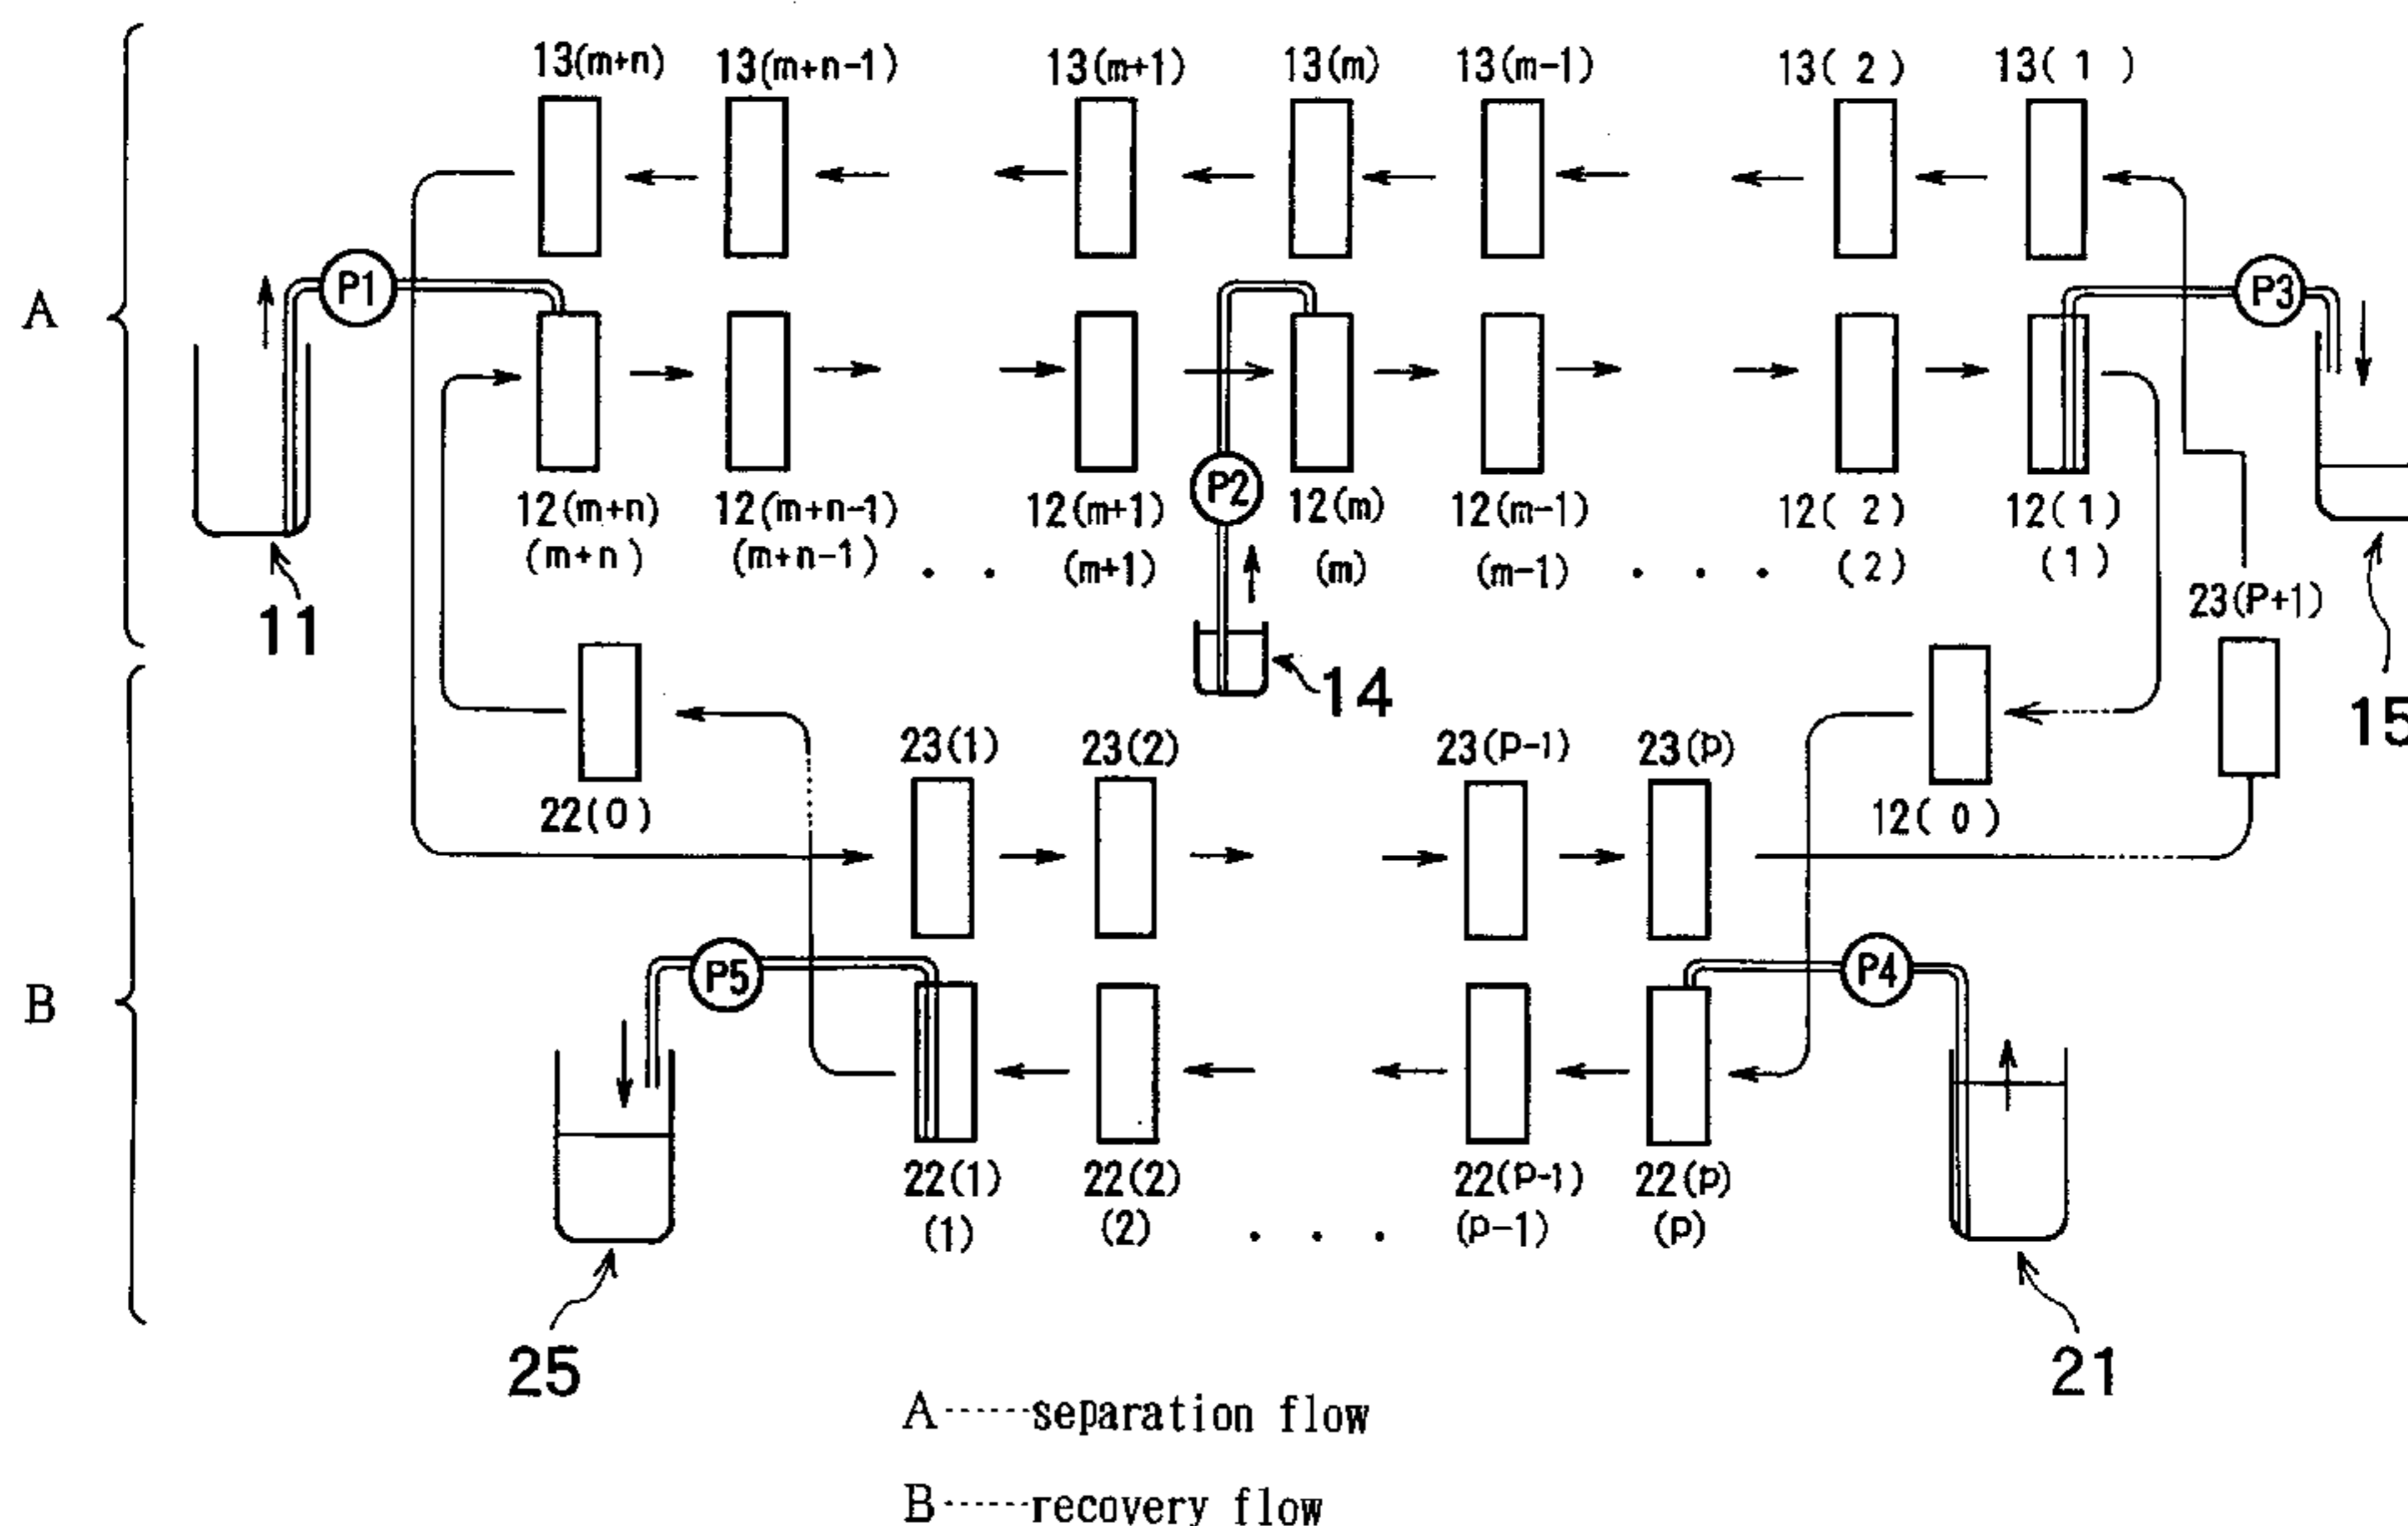 13(m+n) 13(m+n-1) 13(m+1) 13(m) 13(m-1) 13( 2 ) 13( 1 )
A
P1 P3
P2
12(m+n) 12(m+n-1) 12(m+1) 12(m) 12(m-1) 12( 2) 12( 1)
(m+n) (m+n-1) . . (m+1) (m) (m-1) . . . (2) (1)
11 23(P+1)
14 15
23(1) 23(2) 23(P-1) 23(P)
22(0) 12( 0 )
B
P5 P4
22(1) 22(2) 22(P-1) 22(p)
(1) (2) . . . (p-1) (p)
25 21
A------separation flow
B------recovery flow